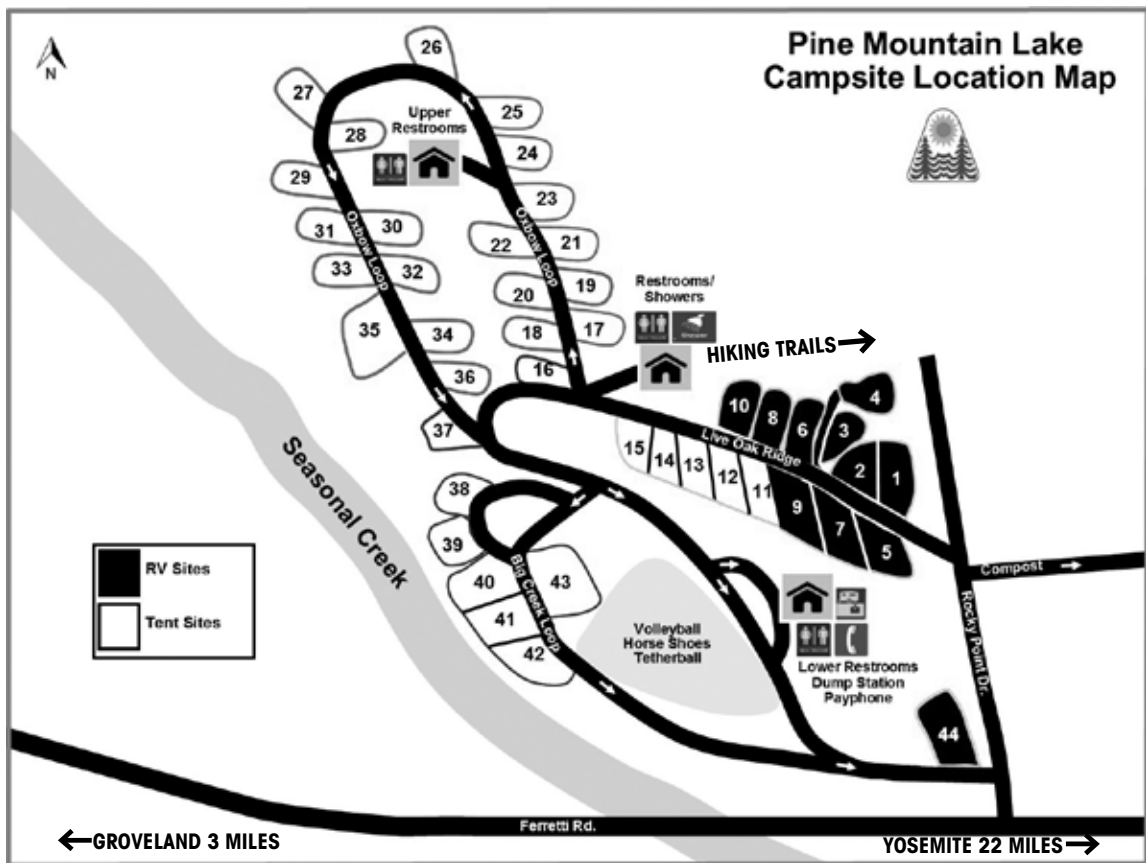 Pine Mountain Lake
Campsite Location Map
N
26
27
25
Upper
Restrooms
28
24
29
23
31
30
22
21
Oxbow Loop
Oxbow Loop
33
32
20
19
Restrooms/
Showers
35
34
18
17
HIKING TRAILS
16
36
37
10
8
6
4
3
15
14
13
12
11
Live Oak Ridge
2
1
9
7
5
Seasonal Creek
38
39
40
43
41
42
Big Creek Loop
RV Sites
Tent Sites
Compost
Rocky Point Dr.
Volleyball
Horse Shoes
Tetherball
Lower Restrooms
Dump Station
Payphone
44
Ferretti Rd.
GROVELAND 3 MILES
YOSEMITE 22 MILES